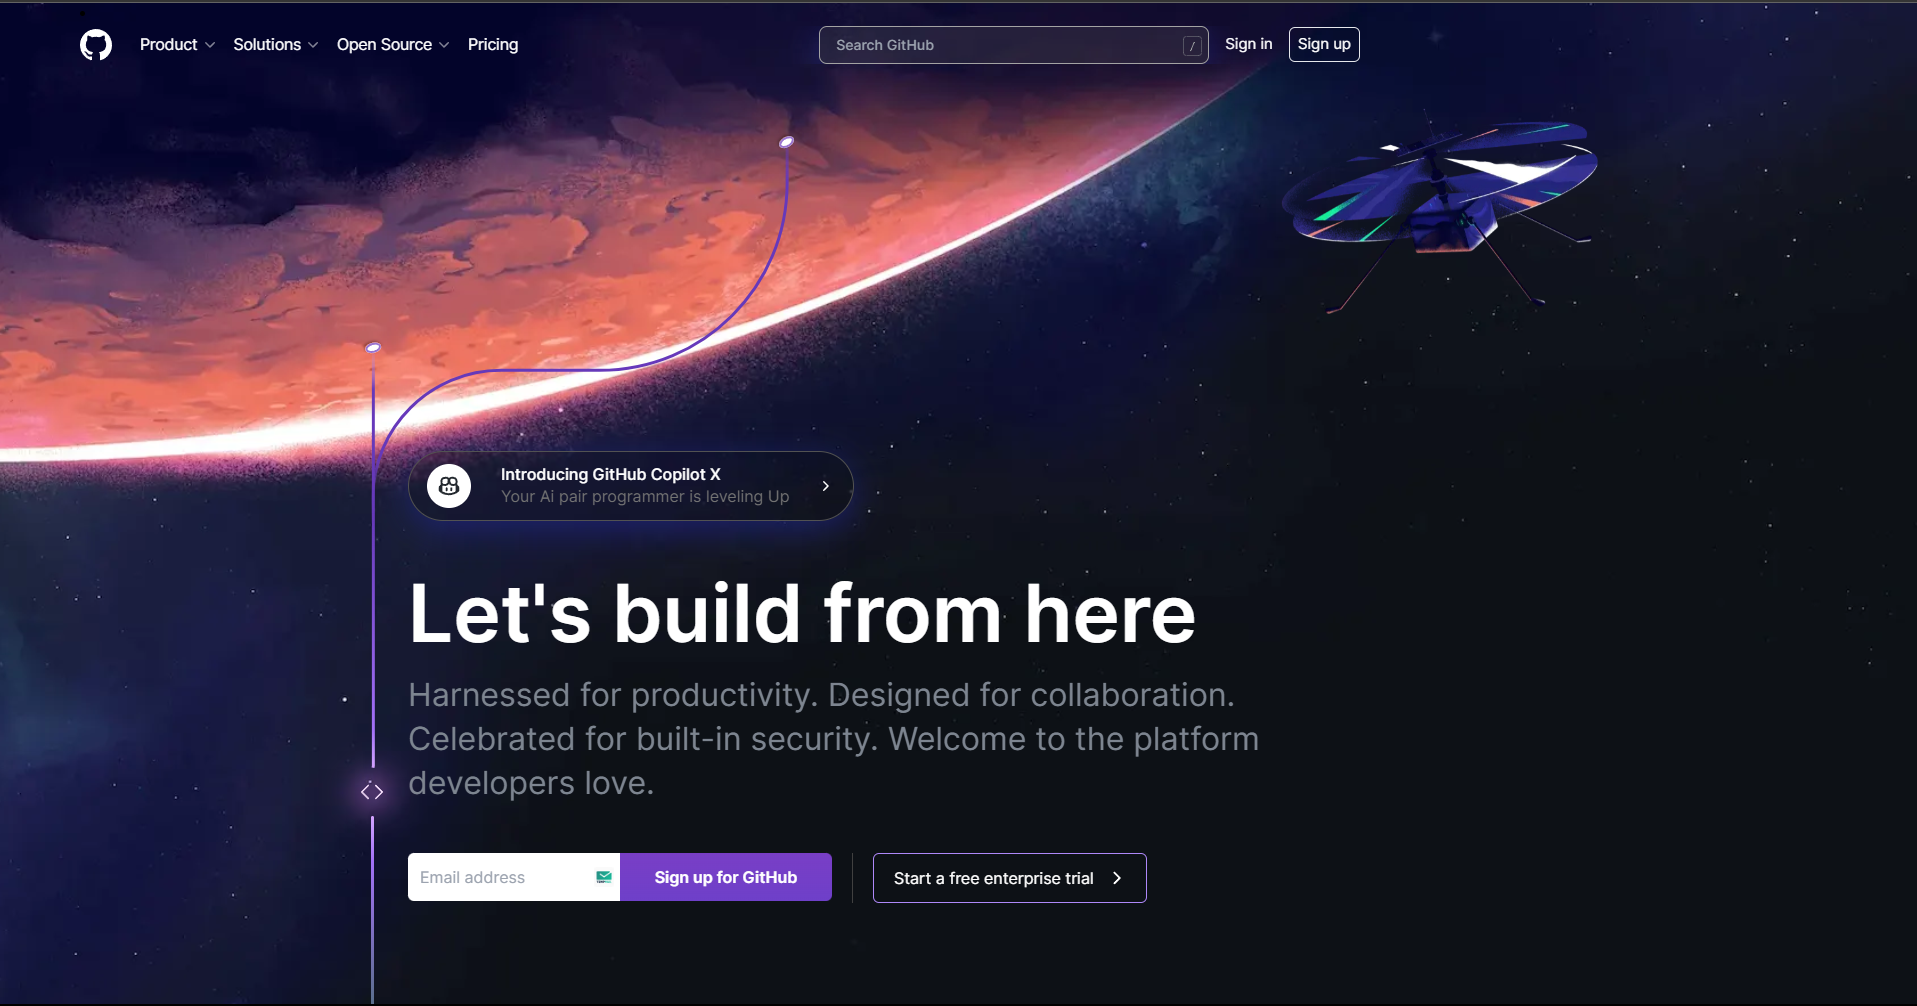 Product
Solutions
Open Source
Pricing
Search GitHub
/
Sign in
Sign up
Introducing GitHub Copilot X
Your Ai pair programmer is leveling Up
Let's build from here
Harnessed for productivity. Designed for collaboration.
Celebrated for built-in security. Welcome to the platform
developers love.
Email address
Sign up for GitHub
Start a free enterprise trial